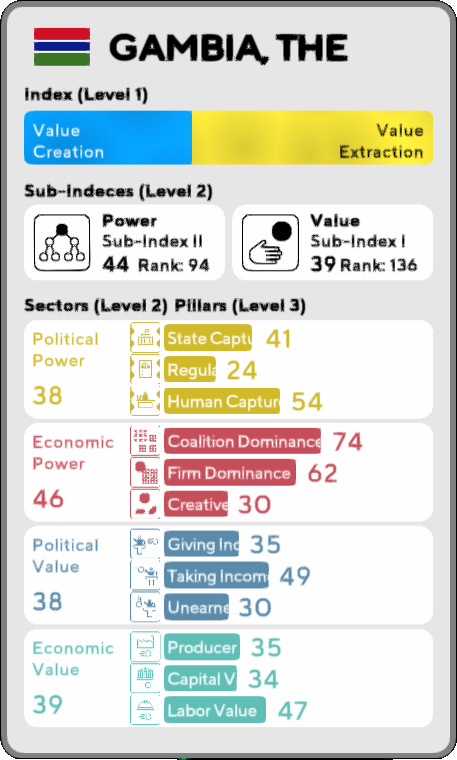 GAMBIA, THE
Index (Level 1)
Value Value
Creation Extraction
Sub-Indeces (Level 2)
Power
Sub-Index II
44 Rank: 94
Value
Sub-Index I
39 Rank: 136
Sectors (Level 2) Pillars (Level 3)
Political
Power
38
State Captu 41
Regula 24
Human Captur 54
Economic
Power
46
Coalition Dominance 74
Firm Dominance 62
Creative 30
Political
Value
38
Giving Inc 35
Taking Incom 49
Unearne 30
Economic
Value
39
Producer 35
Capital V 34
Labor Value 47